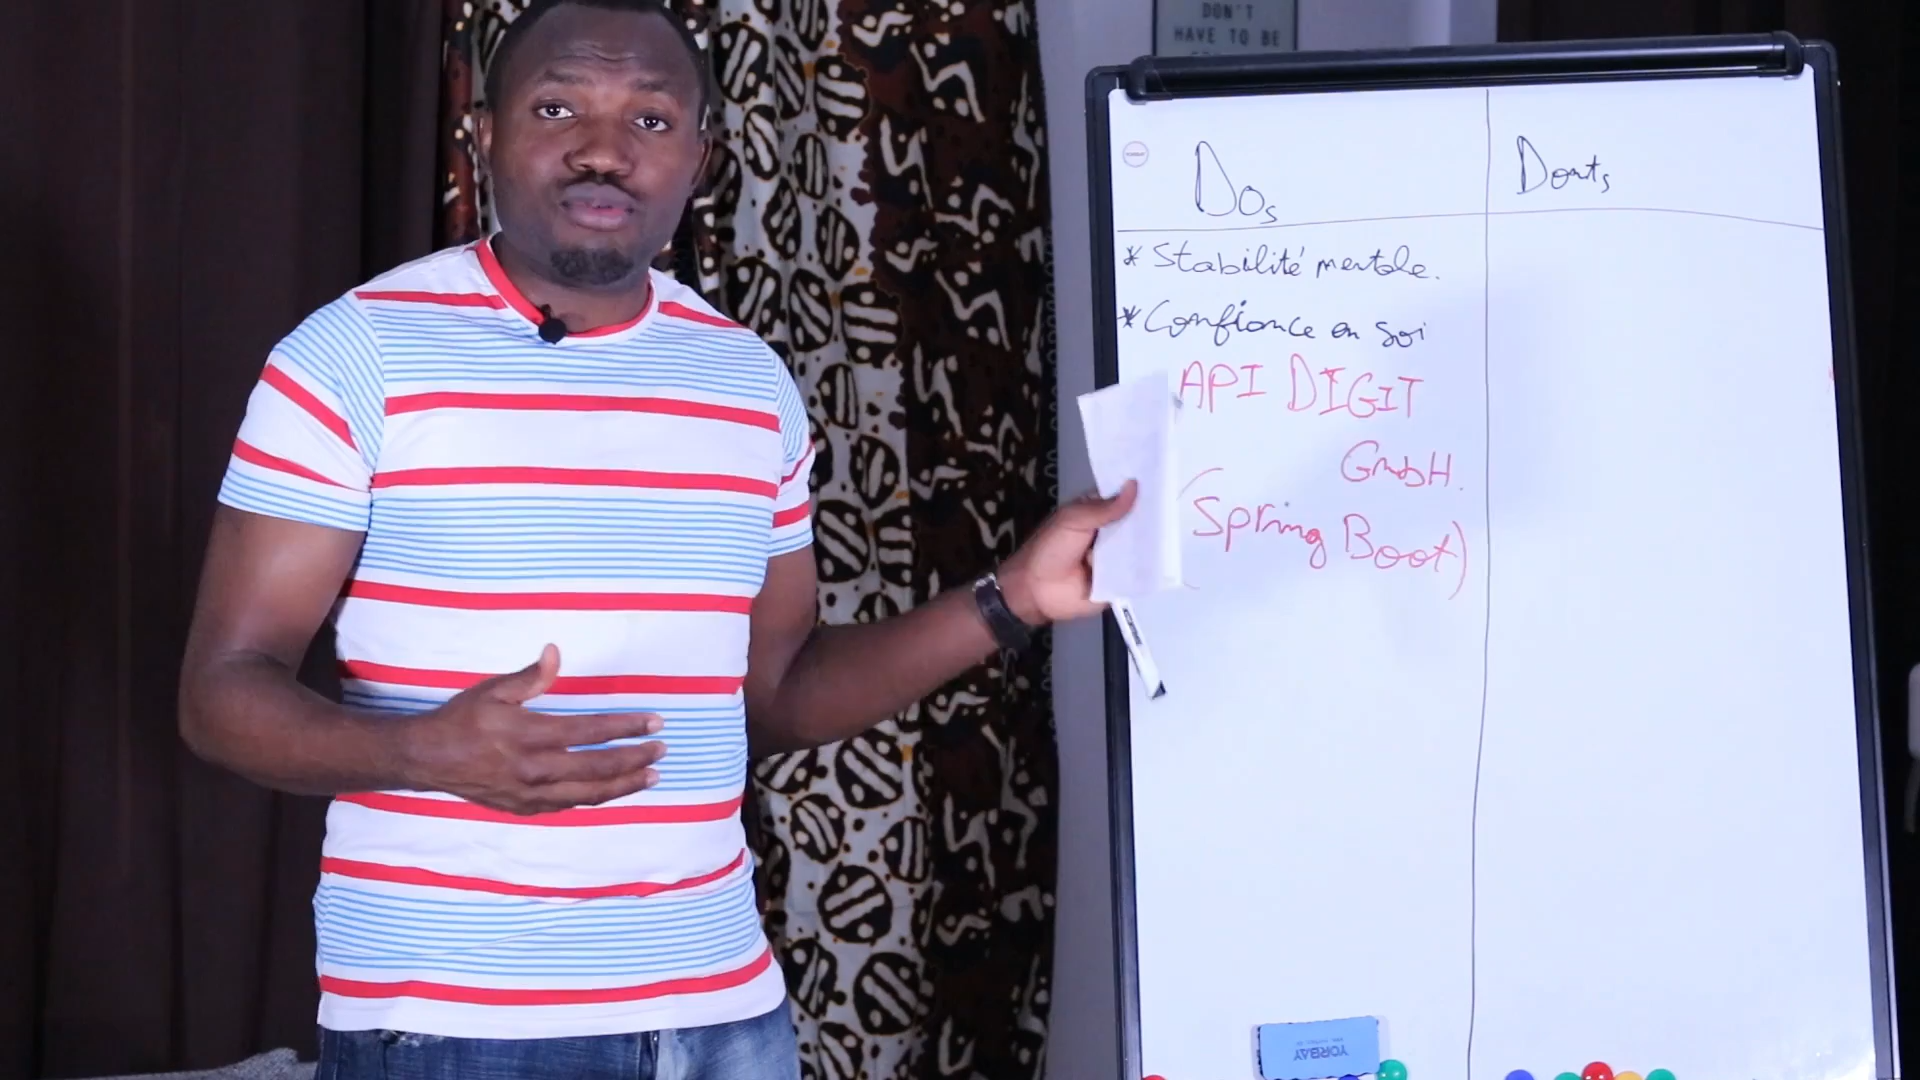 DON'T
HAVE TO BE
Dos
Donts
* Stabilité mentale.
* Confiance en soi
API DIGIT
GmbH.
(Spring Boot)
YORBAY